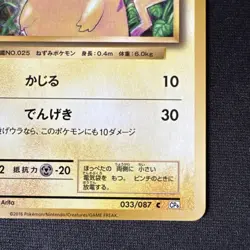 NO.025 ねずみポケモン 身長：0.4m 体重：6.0kg
かじる 10
でんげき 30
げウラなら、このポケモンにも10ダメージ
2 抵抗力 -20
ほっぺたの 両側に 小さい
電気袋を もつ。ピンチのときに
放電する。
Arita 033/087 C CP6
©2016 Pokémon/Nintendo/Creatures/GAME FREAK.